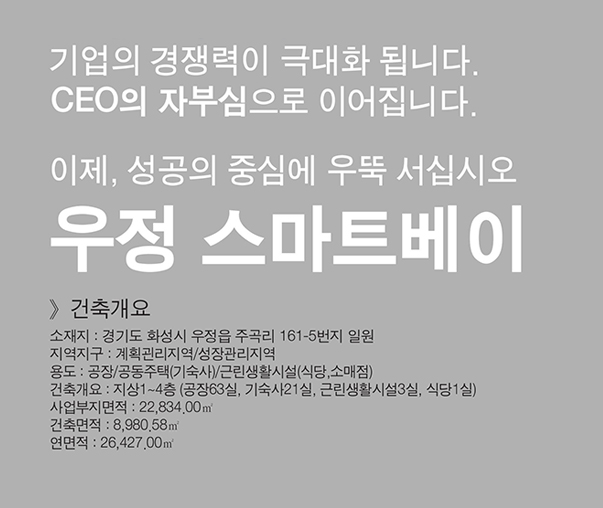 기업의 경쟁력이 극대화 됩니다.
CEO의 자부심으로 이어집니다.
이제, 성공의 중심에 우뚝 서십시오
우정 스마트베이
》 건축개요
소재지 : 경기도 화성시 우정읍 주곡리 161-5번지 일원
지역지구 : 계획괸리지역/성장관리지역
용도 : 공장/공동주택(기숙사)/근린생활시설(식당,소매점)
건축개요 : 지상1~4층 (공장63실, 기숙사21실, 근린생활시설3실, 식당1실)
사업부지면적 : 22,834.00㎡
건축면적 : 8,980.58㎡
연면적 : 26,427.00㎡